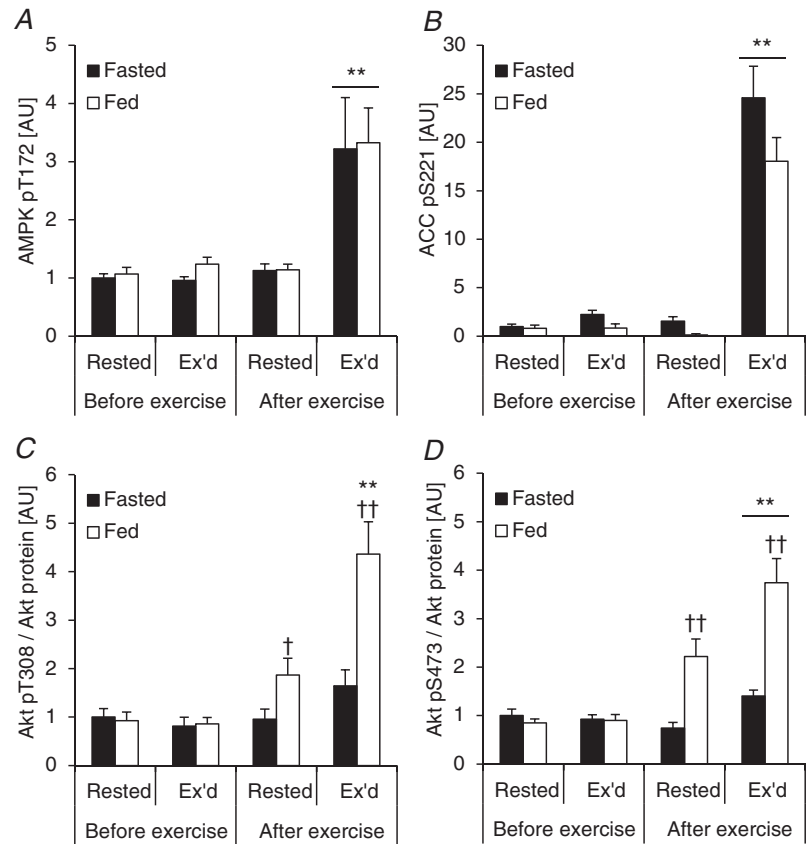 A
AMPK pT172 [AU]
5
4
3
2
1
0
Fasted
Fed
**
Rested Ex'd Rested Ex'd
Before exercise After exercise
B
ACC pS221 [AU]
30
25
20
15
10
5
0
Fasted
Fed
**
Rested Ex'd Rested Ex'd
Before exercise After exercise
C
Akt pT308 / Akt protein [AU]
6
5
4
3
2
1
0
Fasted
Fed
†
**
††
Rested Ex'd Rested Ex'd
Before exercise After exercise
D
Akt pS473 / Akt protein [AU]
6
5
4
3
2
1
0
Fasted
Fed
††
**
††
Rested Ex'd Rested Ex'd
Before exercise After exercise